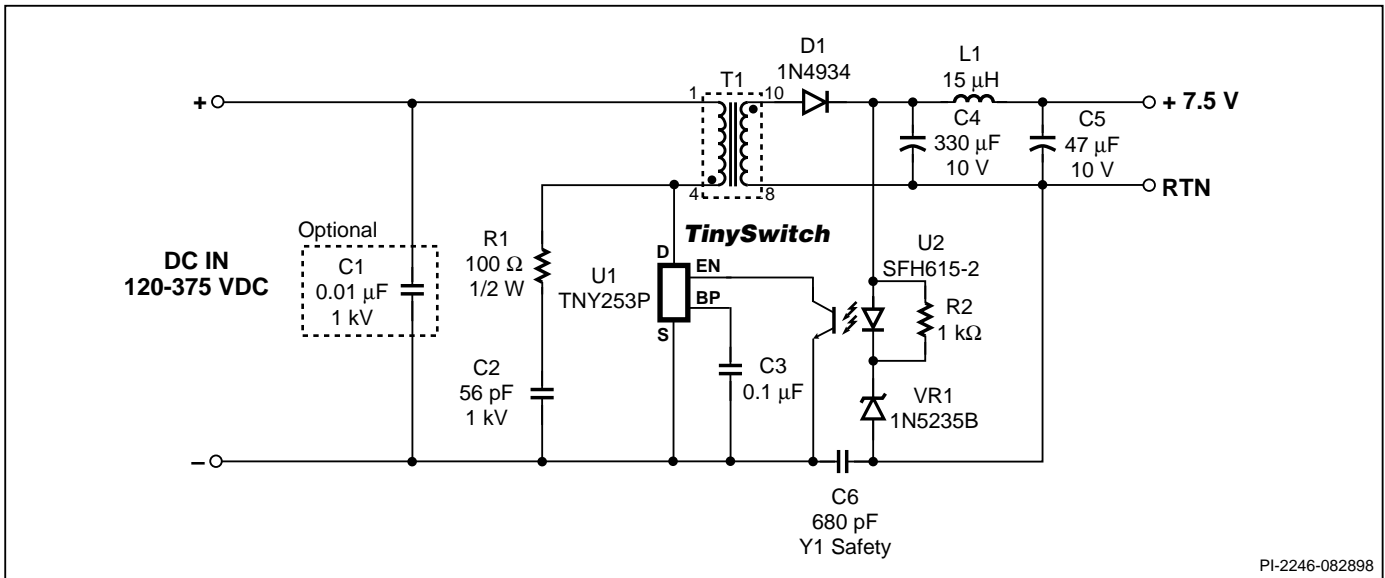 D1
1N4934
L1
15 µH
T1
1
10
+
+ 7.5 V
C4
330 µF
10 V
C5
47 µF
10 V
4
8
RTN
Optional
C1
0.01 µF
1 kV
DC IN
120-375 VDC
R1
100 Ω
1/2 W
TinySwitch
U1
TNY253P
D
EN
BP
S
U2
SFH615-2
R2
1 kΩ
C2
56 pF
1 kV
C3
0.1 µF
VR1
1N5235B
–
C6
680 pF
Y1 Safety
PI-2246-082898